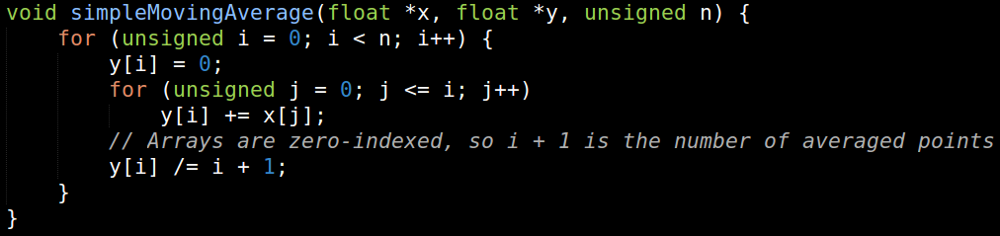 void simpleMovingAverage(float *x, float *y, unsigned n) {
    for (unsigned i = 0; i < n; i++) {
        y[i] = 0;
        for (unsigned j = 0; j <= i; j++)
            y[i] += x[j];
        // Arrays are zero-indexed, so i + 1 is the number of averaged points
        y[i] /= i + 1;
    }
}